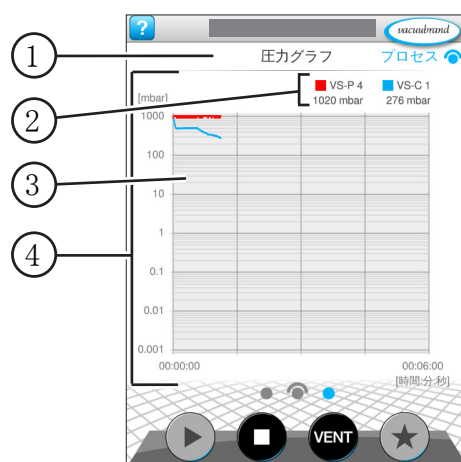 ?
vacuubrand
1
圧力グラフ
プロセス
VS-P 4
VS-C 1
1020 mbar
276 mbar
2
[mbar]
1000
100
3
10
1
4
0.1
0.01
0.001
00:00:00
00:06:00
[時間:分:秒]
VENT